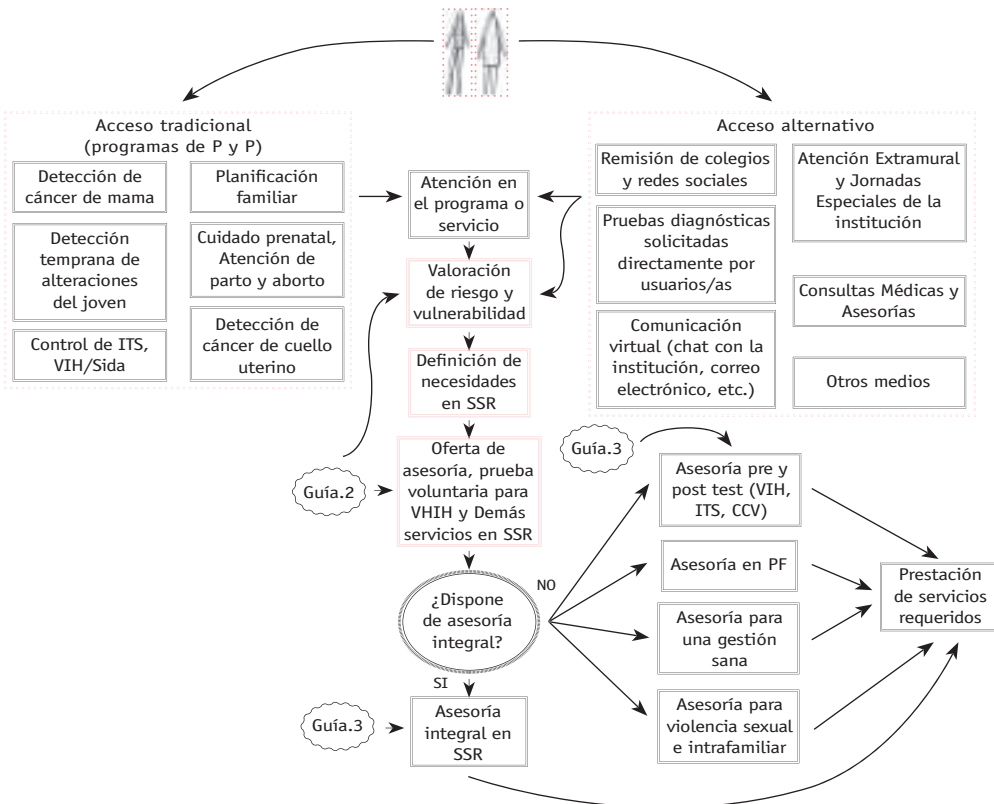 Acceso tradicional
(programas de P y P)
Detección de
cáncer de mama
Planificación
familiar
Detección
temprana de
alteraciones
del joven
Cuidado prenatal,
Atención de
parto y aborto
Control de ITS,
VIH/Sida
Detección de
cáncer de cuello
uterino
Atención en
el programa o
servicio
Valoración
de riesgo y
vulnerabilidad
Definición de
necesidades
en SSR
Oferta de
asesoría, prueba
voluntaria para
VHIH y Demás
servicios en SSR
Guía.2
¿Dispone
de asesoría
integral?
NO
SI
Guía.3
Asesoría
integral en
SSR
Acceso alternativo
Remisión de colegios
y redes sociales
Atención Extramural
y Jornadas
Especiales de la
institución
Pruebas diagnósticas
solicitadas
directamente por
usuarios/as
Consultas Médicas y
Asesorías
Comunicación
virtual (chat con la
institución, correo
electrónico, etc.)
Otros medios
Guía.3
Asesoría pre y
post test (VIH,
ITS, CCV)
Asesoría en PF
Asesoría para
una gestión
sana
Asesoría para
violencia sexual
e intrafamiliar
Prestación
de servicios
requeridos